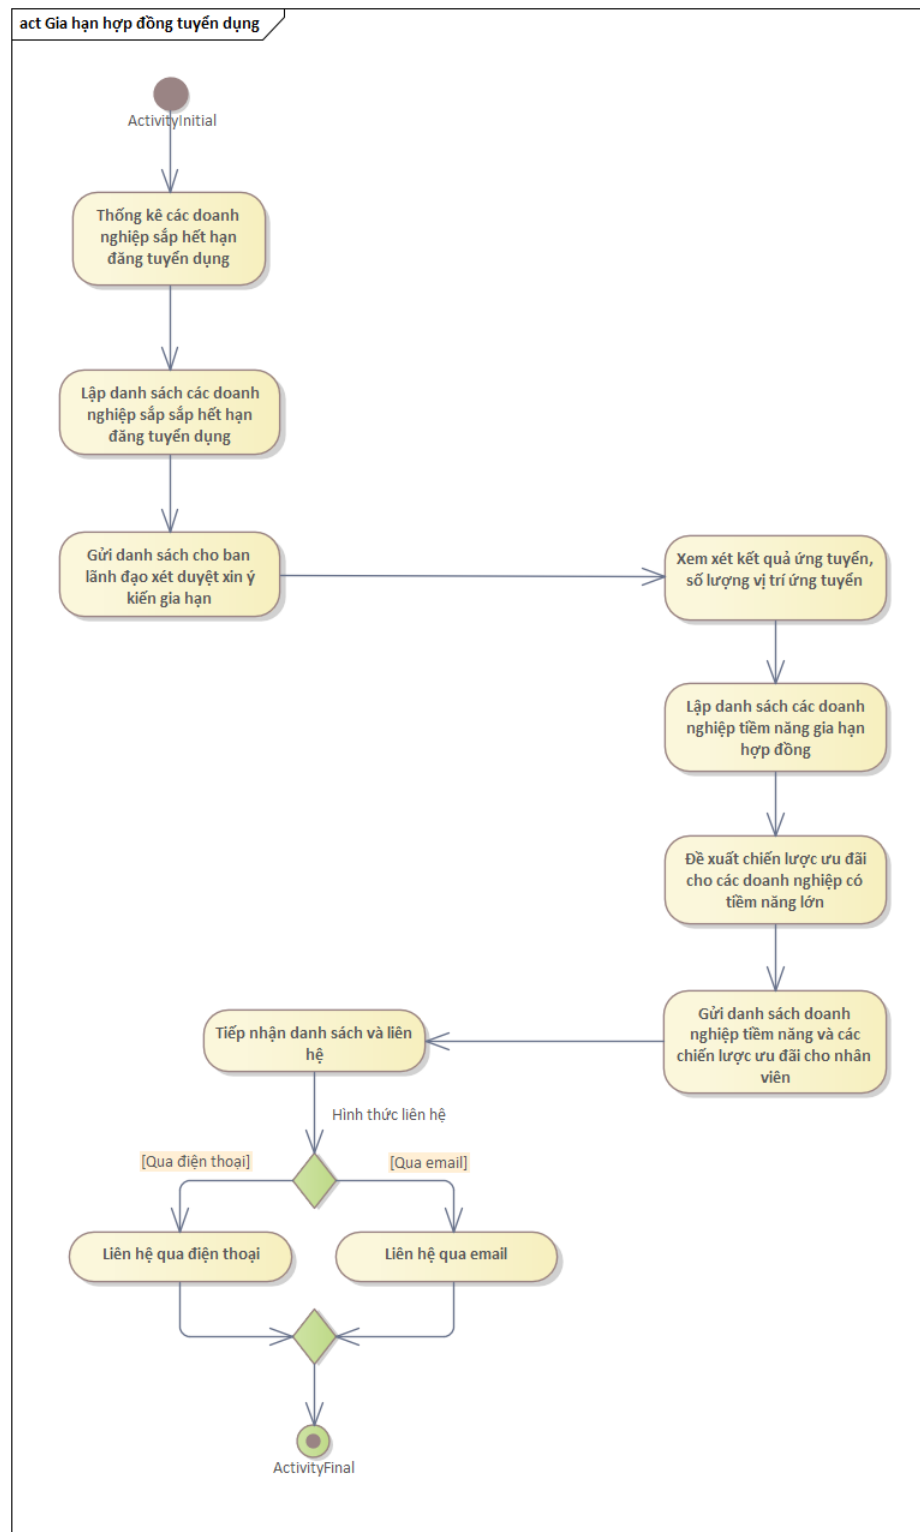 act Gia hạn hợp đồng tuyển dụng
ActivityInitial
Thống kê các doanh
nghiệp sắp hết hạn
đăng tuyển dụng
Lập danh sách các doanh
nghiệp sắp sắp hết hạn
đăng tuyển dụng
Gửi danh sách cho ban
lãnh đạo xét duyệt xin ý
kiến gia hạn
Xem xét kết quả ứng tuyển,
số lượng vị trí ứng tuyển
Lập danh sách các doanh
nghiệp tiềm năng gia hạn
hợp đồng
Đề xuất chiến lược ưu đãi
cho các doanh nghiệp có
tiềm năng lớn
Gửi danh sách doanh
nghiệp tiềm năng và các
chiến lược ưu đãi cho nhân
viên
Tiếp nhận danh sách và liên
hệ
Hình thức liên hệ
[Qua điện thoại]
[Qua email]
Liên hệ qua điện thoại
Liên hệ qua email
ActivityFinal